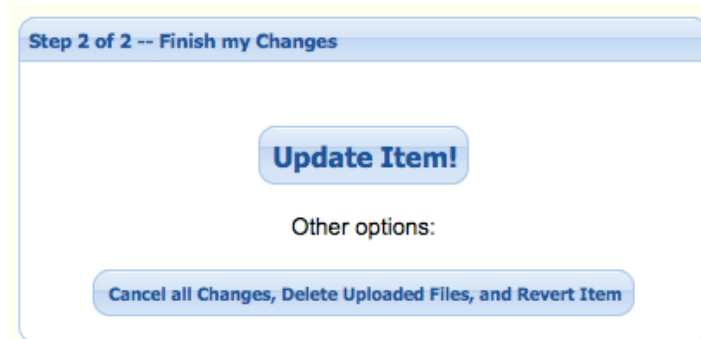 Step 2 of 2 -- Finish my Changes
Update Item!
Other options:
Cancel all Changes, Delete Uploaded Files, and Revert Item